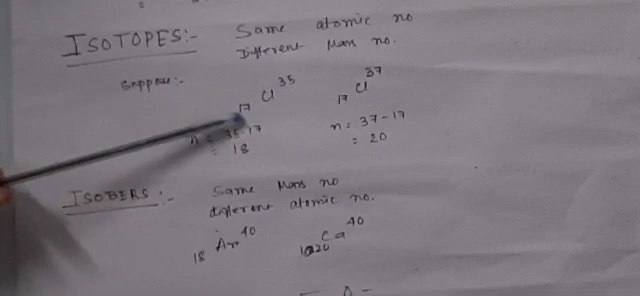 ISOTOPES:- Same atomic no
Different Mass no.
Suppose:-
17 Cl 35 17 Cl 37
n = 35-17 n = 37-17
= 18 = 20
ISOBERS:- Same Mass no
different atomic no.
18 Ar 40 20 Ca 40